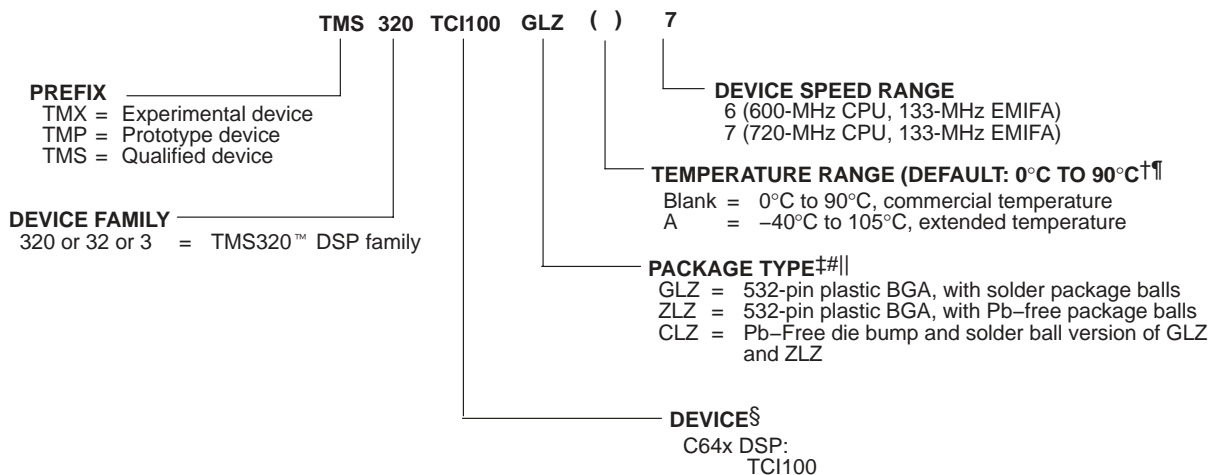 TMS 320 TCI100 GLZ ( ) 7
PREFIX
TMX = Experimental device
TMP = Prototype device
TMS = Qualified device
DEVICE SPEED RANGE
6 (600-MHz CPU, 133-MHz EMIFA)
7 (720-MHz CPU, 133-MHz EMIFA)
TEMPERATURE RANGE (DEFAULT: 0°C TO 90°C†¶
Blank = 0°C to 90°C, commercial temperature
A = −40°C to 105°C, extended temperature
DEVICE FAMILY
320 or 32 or 3 = TMS320™ DSP family
PACKAGE TYPE‡#||
GLZ = 532-pin plastic BGA, with solder package balls
ZLZ = 532-pin plastic BGA, with Pb−free package balls
CLZ = Pb−Free die bump and solder ball version of GLZ
and ZLZ
DEVICE§
C64x DSP:
TCI100